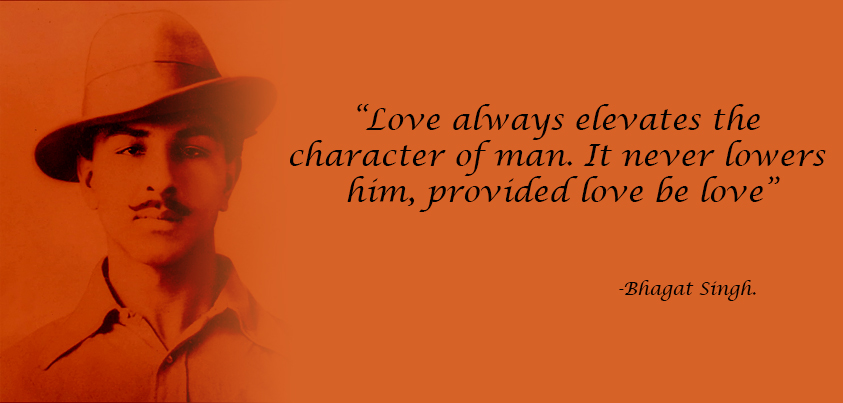 “Love always elevates the
character of man. It never lowers
him, provided love be love”
-Bhagat Singh.